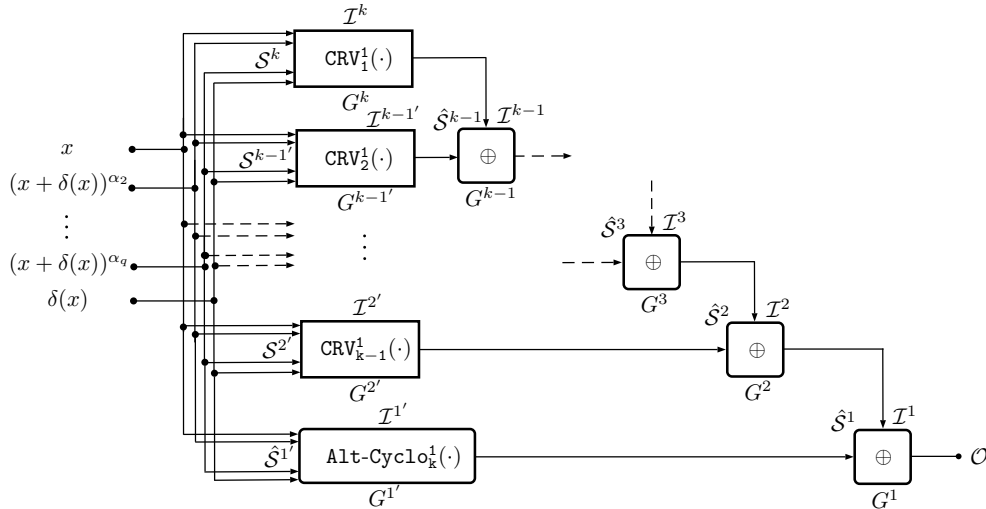 $\mathcal{I}^k$
$\mathcal{S}^k$
$\mathtt{CRV}_1^1(\cdot)$
$G^k$
$\mathcal{I}^{k-1'}$
$\hat{\mathcal{S}}^{k-1}$
$\mathcal{I}^{k-1}$
$x$
$\mathcal{S}^{k-1'}$
$\mathtt{CRV}_2^1(\cdot)$
$\oplus$
$(x+\delta(x))^{\alpha_2}$
$G^{k-1'}$
$G^{k-1}$
$\vdots$
$\vdots$
$\hat{\mathcal{S}}^3$
$\mathcal{I}^3$
$\oplus$
$(x+\delta(x))^{\alpha_q}$
$\delta(x)$
$G^3$
$\mathcal{I}^{2'}$
$\hat{\mathcal{S}}^2$
$\mathcal{I}^2$
$\mathcal{S}^{2'}$
$\mathtt{CRV}_{k-1}^1(\cdot)$
$\oplus$
$G^{2'}$
$G^2$
$\mathcal{I}^{1'}$
$\hat{\mathcal{S}}^1$
$\mathcal{I}^1$
$\hat{\mathcal{S}}^{1'}$
$\mathtt{Alt\text{-}Cyclo}_k^1(\cdot)$
$\oplus$
$\mathcal{O}$
$G^{1'}$
$G^1$